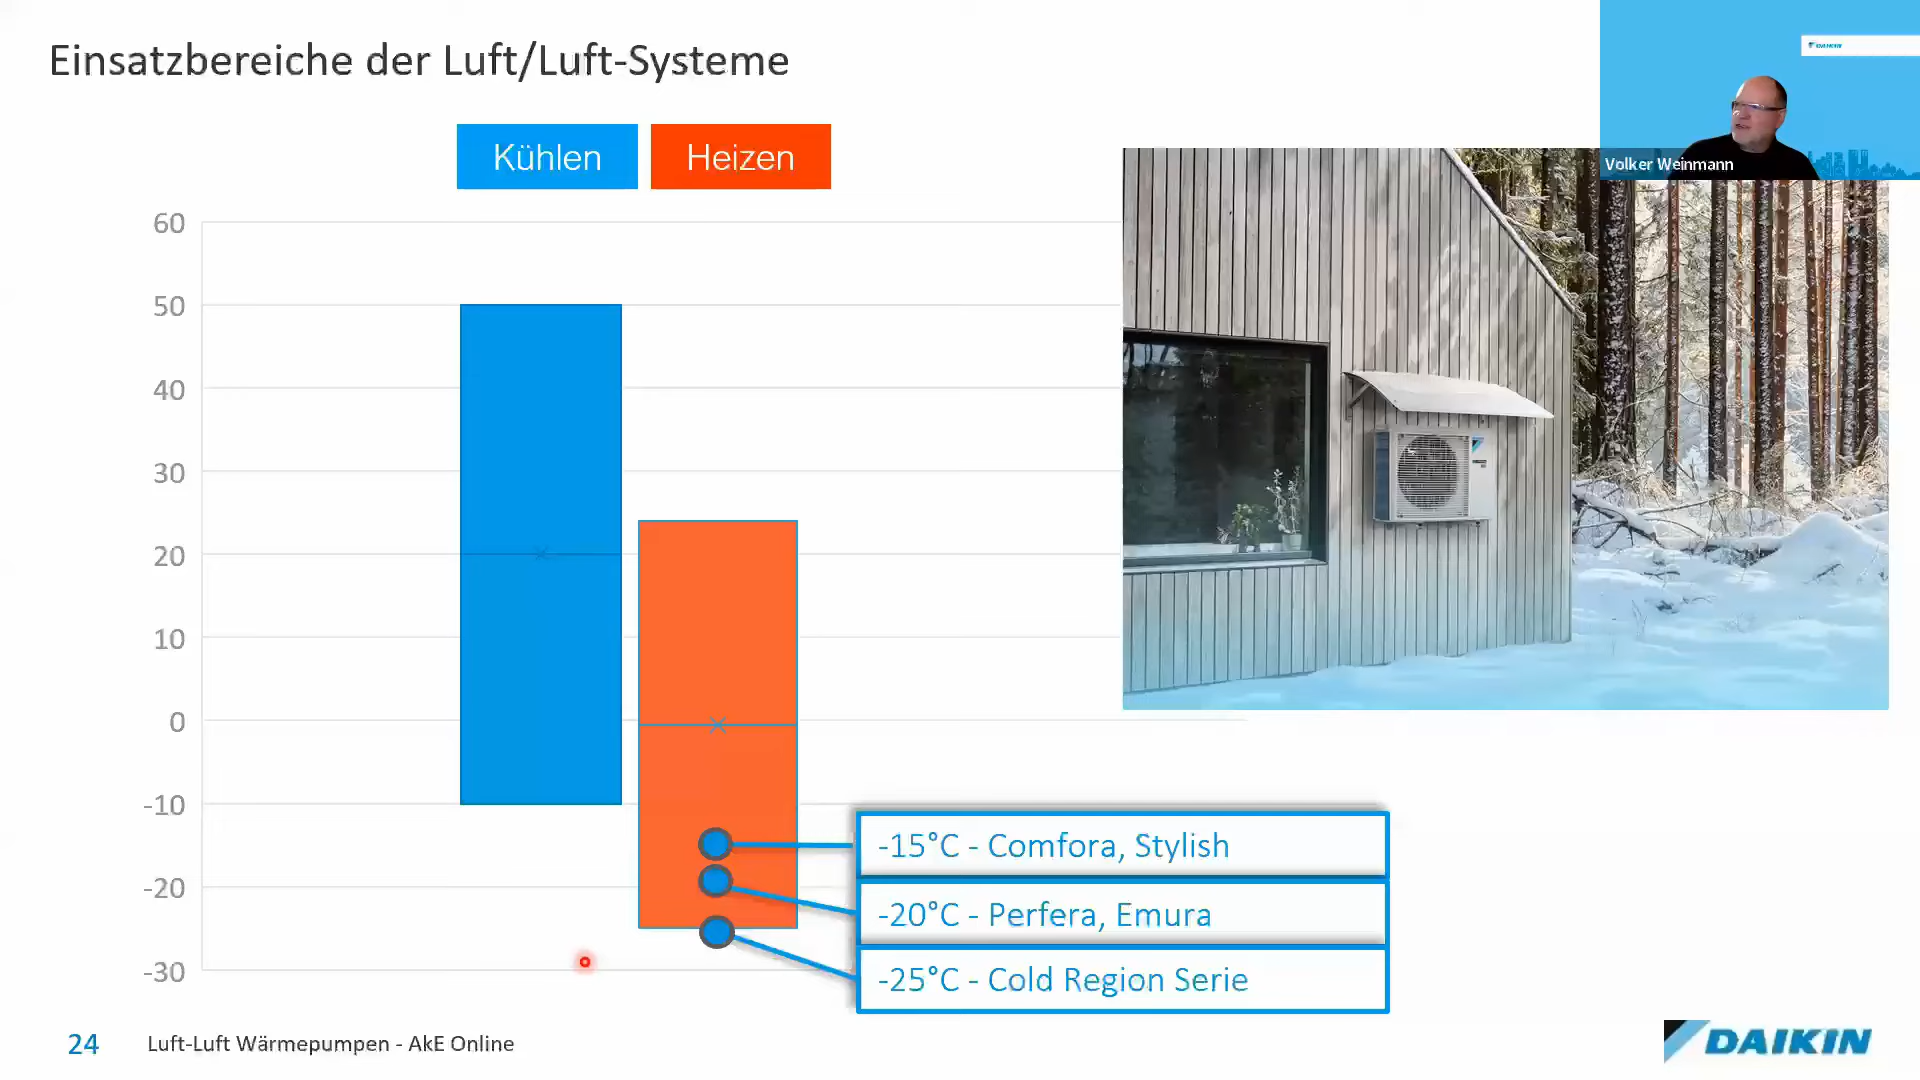 Einsatzbereiche der Luft/Luft-Systeme
DAIKIN
Volker Weinmann
Kühlen
Heizen
60
50
40
30
20
10
0
-10
-20
-30
-15°C - Comfora, Stylish
-20°C - Perfera, Emura
-25°C - Cold Region Serie
24
Luft-Luft Wärmepumpen - AkE Online
DAIKIN